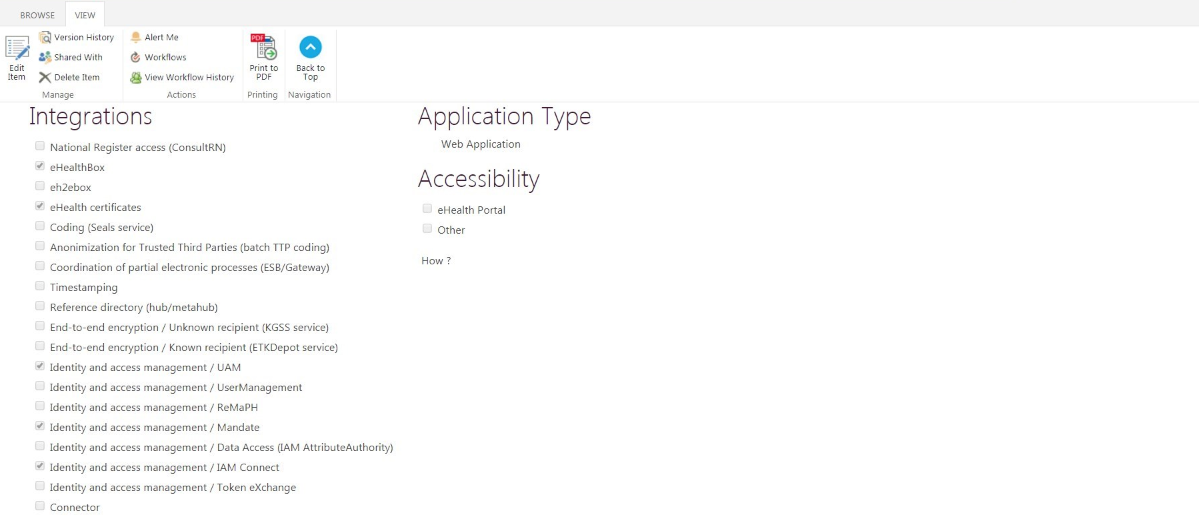 BROWSE VIEW
Edit Item
Version History
Shared With
Delete Item
Manage
Alert Me
Workflows
View Workflow History
Actions
PDF
Print to PDF
Printing
Back to Top
Navigation
Integrations
National Register access (ConsultRN)
eHealthBox
eh2ebox
eHealth certificates
Coding (Seals service)
Anonimization for Trusted Third Parties (batch TTP coding)
Coordination of partial electronic processes (ESB/Gateway)
Timestamping
Reference directory (hub/metahub)
End-to-end encryption / Unknown recipient (KGSS service)
End-to-end encryption / Known recipient (ETKDepot service)
Identity and access management / UAM
Identity and access management / UserManagement
Identity and access management / ReMaPH
Identity and access management / Mandate
Identity and access management / Data Access (IAM AttributeAuthority)
Identity and access management / IAM Connect
Identity and access management / Token eXchange
Connector
Application Type
Web Application
Accessibility
eHealth Portal
Other
How ?